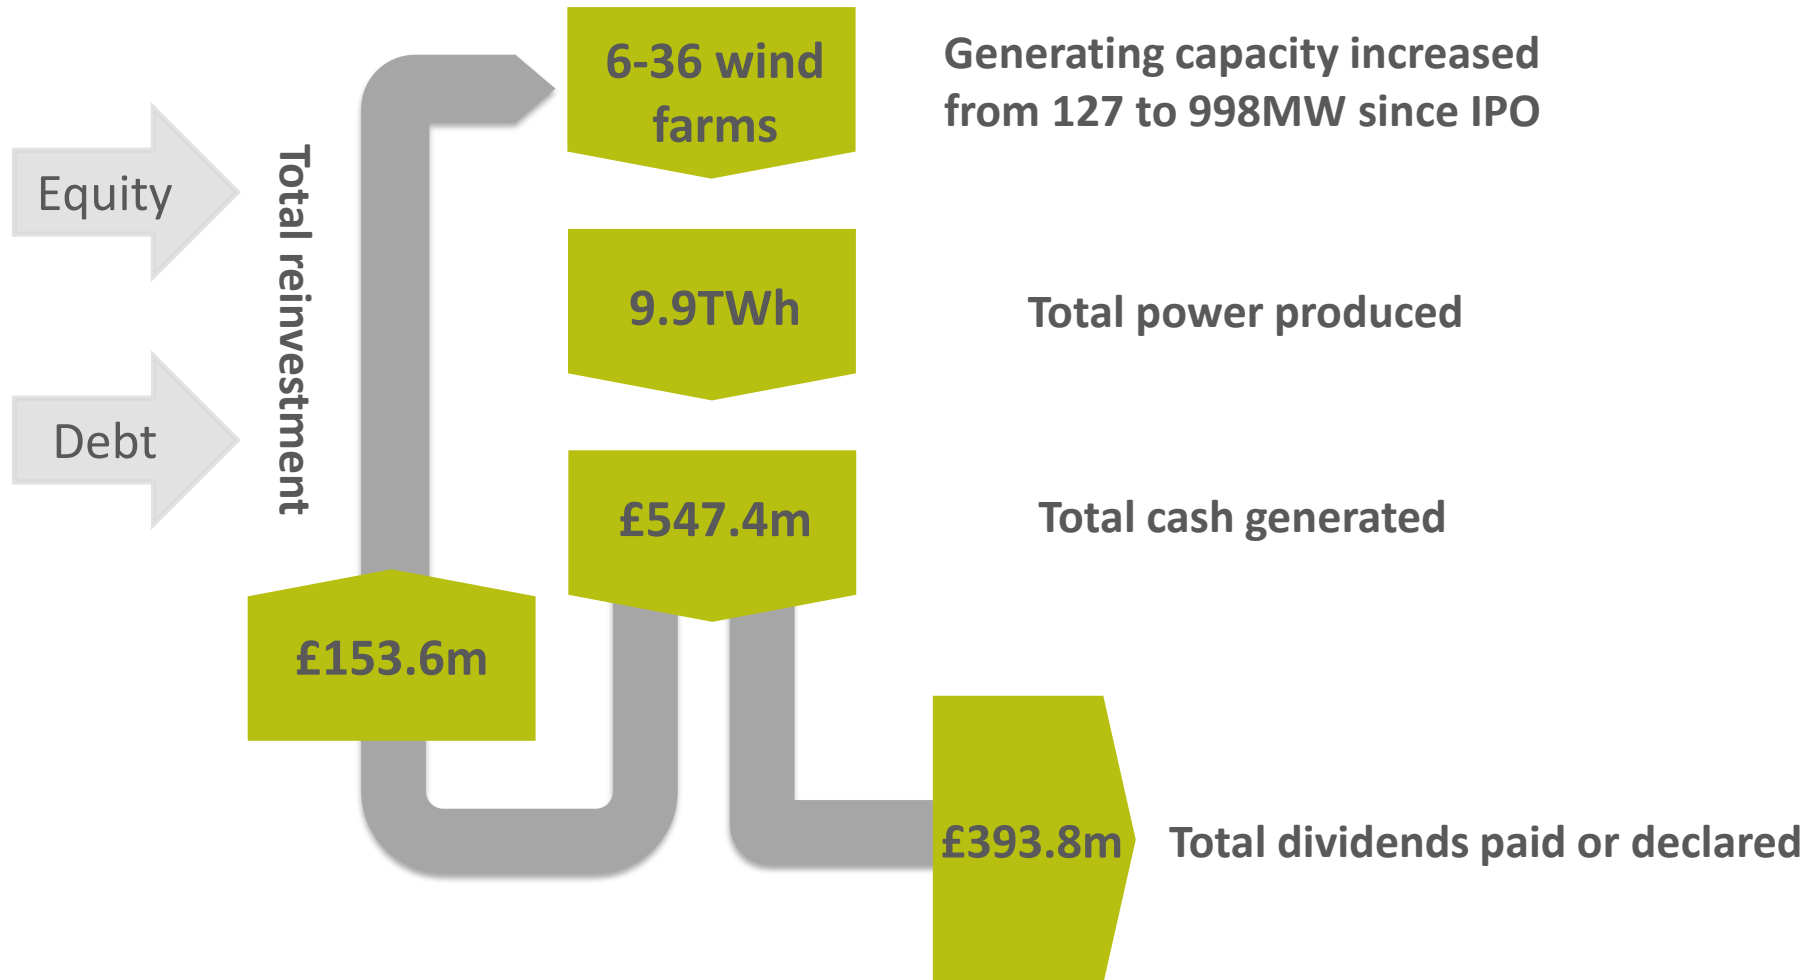 6-36 wind
farms
Generating capacity increased
from 127 to 998MW since IPO
Equity
Total reinvestment
9.9TWh
Total power produced
Debt
£547.4m
Total cash generated
£153.6m
£393.8m
Total dividends paid or declared